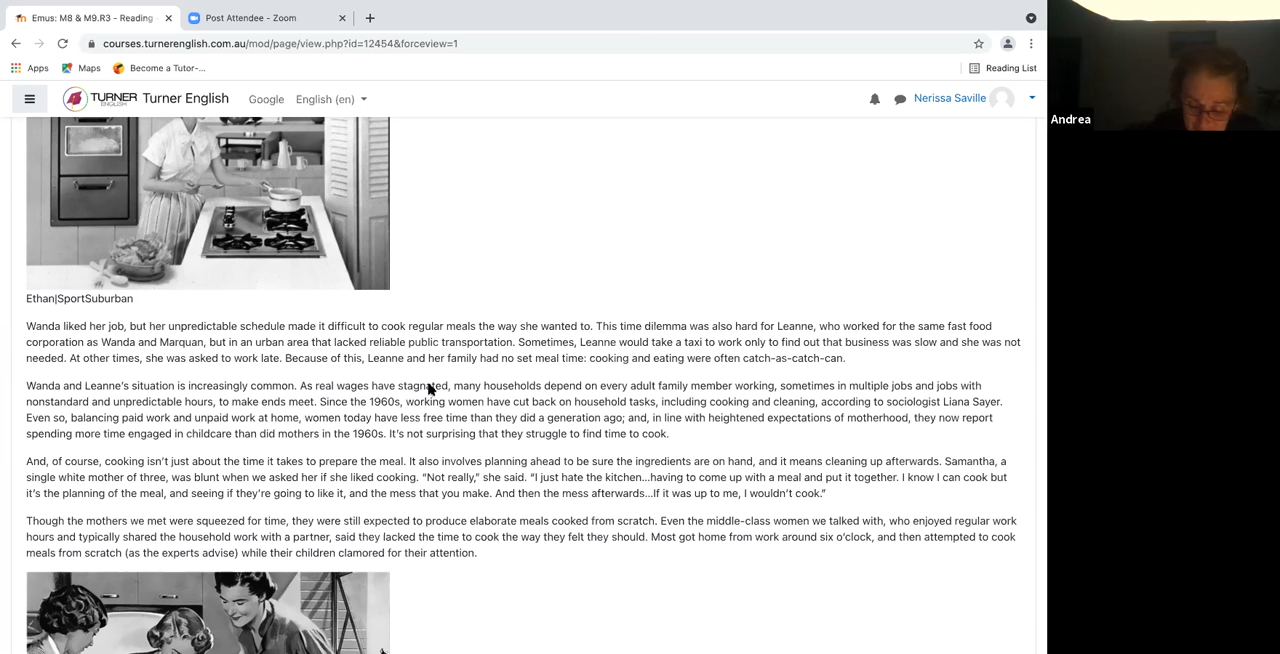 Emus: M8 & M9.R3 - Reading
Post Attendee - Zoom
courses.turnerenglish.com.au/mod/page/view.php?id=12454&forceview=1
Apps
Maps
Become a Tutor-...
Reading List
TURNER
ENGLISH
Turner English
Google
English (en)
Nerissa Saville
Andrea
Ethan|SportSuburban
Wanda liked her job, but her unpredictable schedule made it difficult to cook regular meals the way she wanted to. This time dilemma was also hard for Leanne, who worked for the same fast food
corporation as Wanda and Marquan, but in an urban area that lacked reliable public transportation. Sometimes, Leanne would take a taxi to work only to find out that business was slow and she was not
needed. At other times, she was asked to work late. Because of this, Leanne and her family had no set meal time: cooking and eating were often catch-as-catch-can.
Wanda and Leanne's situation is increasingly common. As real wages have stagnated, many households depend on every adult family member working, sometimes in multiple jobs and jobs with
nonstandard and unpredictable hours, to make ends meet. Since the 1960s, working women have cut back on household tasks, including cooking and cleaning, according to sociologist Liana Sayer.
Even so, balancing paid work and unpaid work at home, women today have less free time than they did a generation ago; and, in line with heightened expectations of motherhood, they now report
spending more time engaged in childcare than did mothers in the 1960s. It's not surprising that they struggle to find time to cook.
And, of course, cooking isn't just about the time it takes to prepare the meal. It also involves planning ahead to be sure the ingredients are on hand, and it means cleaning up afterwards. Samantha, a
single white mother of three, was blunt when we asked her if she liked cooking. “Not really,” she said. “I just hate the kitchen...having to come up with a meal and put it together. I know I can cook but
it's the planning of the meal, and seeing if they're going to like it, and the mess that you make. And then the mess afterwards...If it was up to me, I wouldn't cook.”
Though the mothers we met were squeezed for time, they were still expected to produce elaborate meals cooked from scratch. Even the middle-class women we talked with, who enjoyed regular work
hours and typically shared the household work with a partner, said they lacked the time to cook the way they felt they should. Most got home from work around six o'clock, and then attempted to cook
meals from scratch (as the experts advise) while their children clamored for their attention.